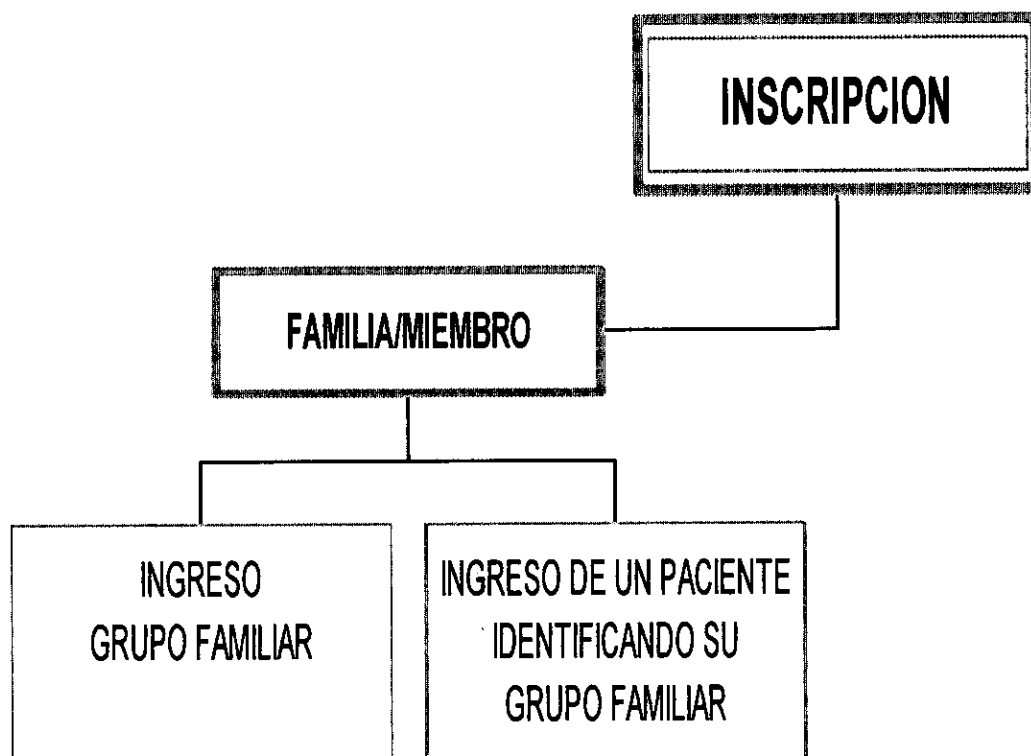 INSCRIPCION
FAMILIA/MIEMBRO
INGRESO
GRUPO FAMILIAR
INGRESO DE UN PACIENTE
IDENTIFICANDO SU
GRUPO FAMILIAR